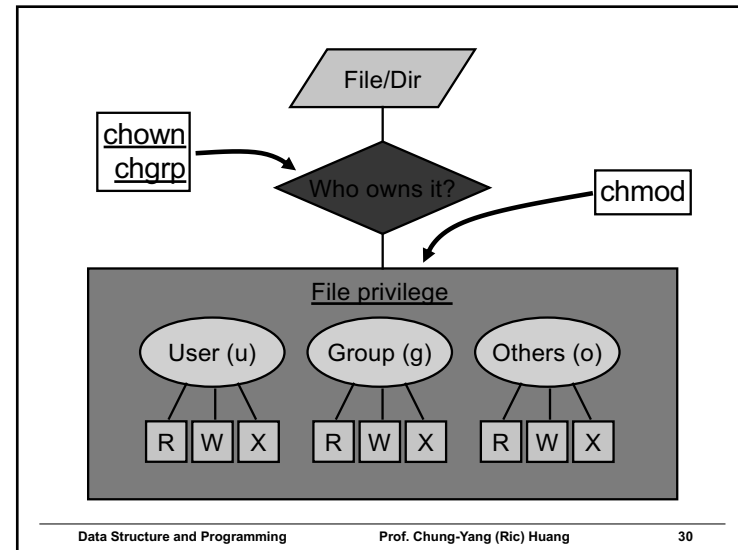 File/Dir
chown
chgrp
Who owns it?
chmod
File privilege
User (u) Group (g) Others (o)
R W X R W X R W X
Data Structure and Programming Prof. Chung-Yang (Ric) Huang 30